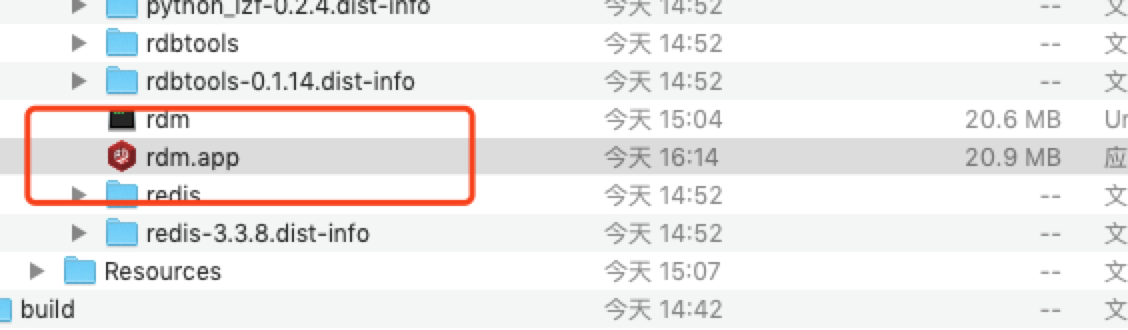 python_lzf-0.2.4.dist-info 今天 14:52 -- 文
rdbtools 今天 14:52 -- 文
rdbtools-0.1.14.dist-info 今天 14:52 -- 文
rdm 今天 15:04 20.6 MB Un
rdm.app 今天 16:14 20.9 MB 应
redis 今天 14:52 -- 文
redis-3.3.8.dist-info 今天 14:52 -- 文
Resources 今天 15:07 -- 文
build 今天 14:42 -- 文